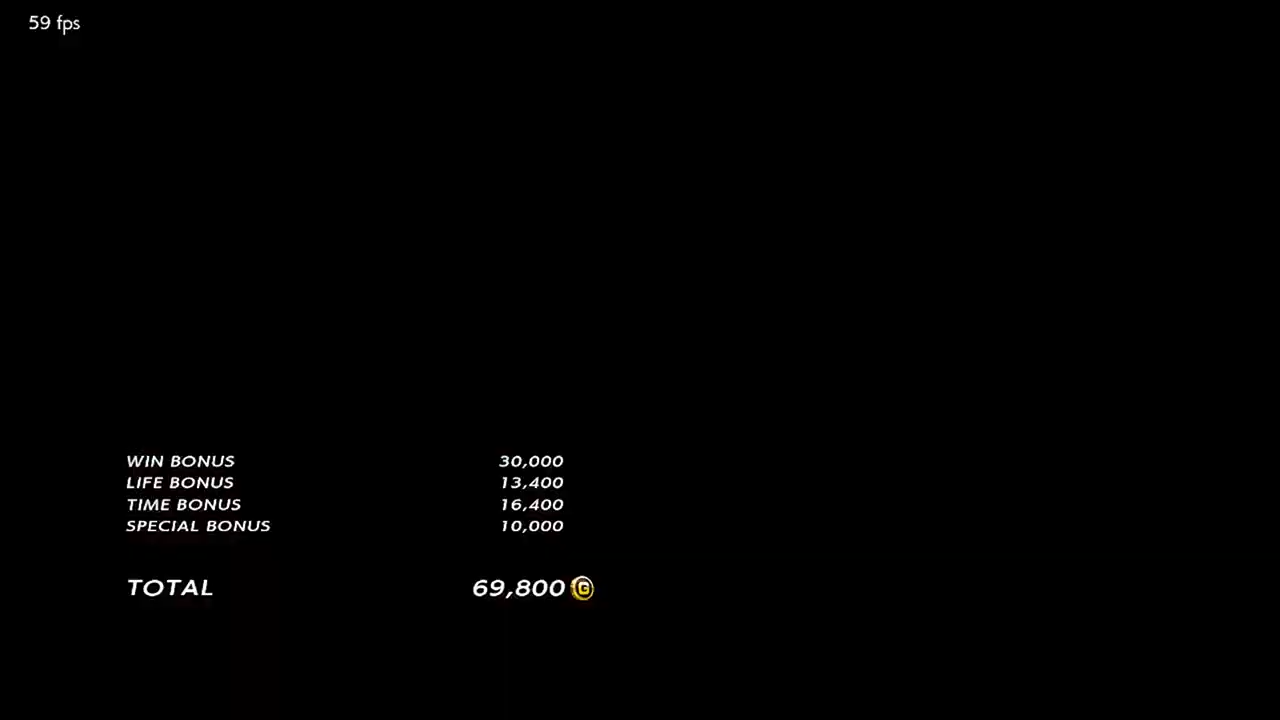 59 fps
WIN BONUS 30,000
LIFE BONUS 13,400
TIME BONUS 16,400
SPECIAL BONUS 10,000
TOTAL 69,800 G